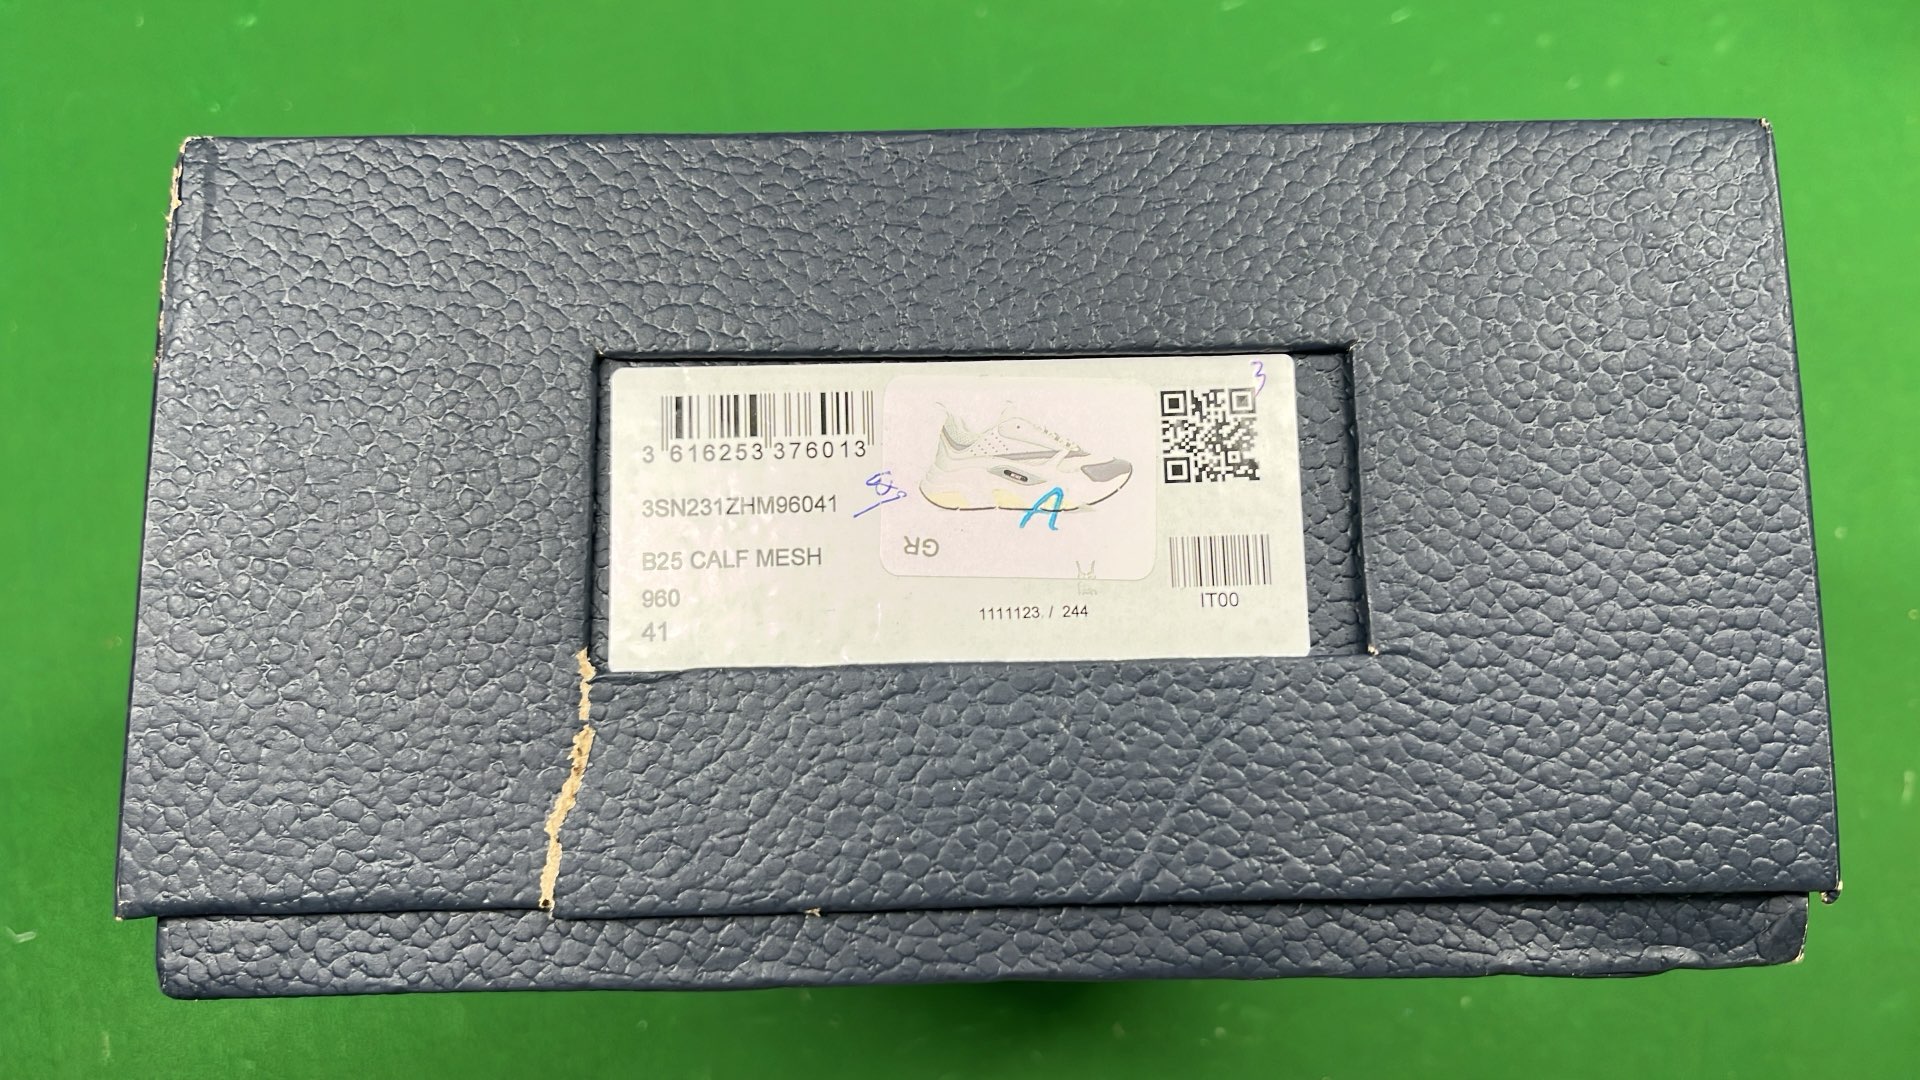 3 616253 376013
3SN231ZHM96041
B25 CALF MESH
960
41
3
A
GR
1111123. / 244
IT00